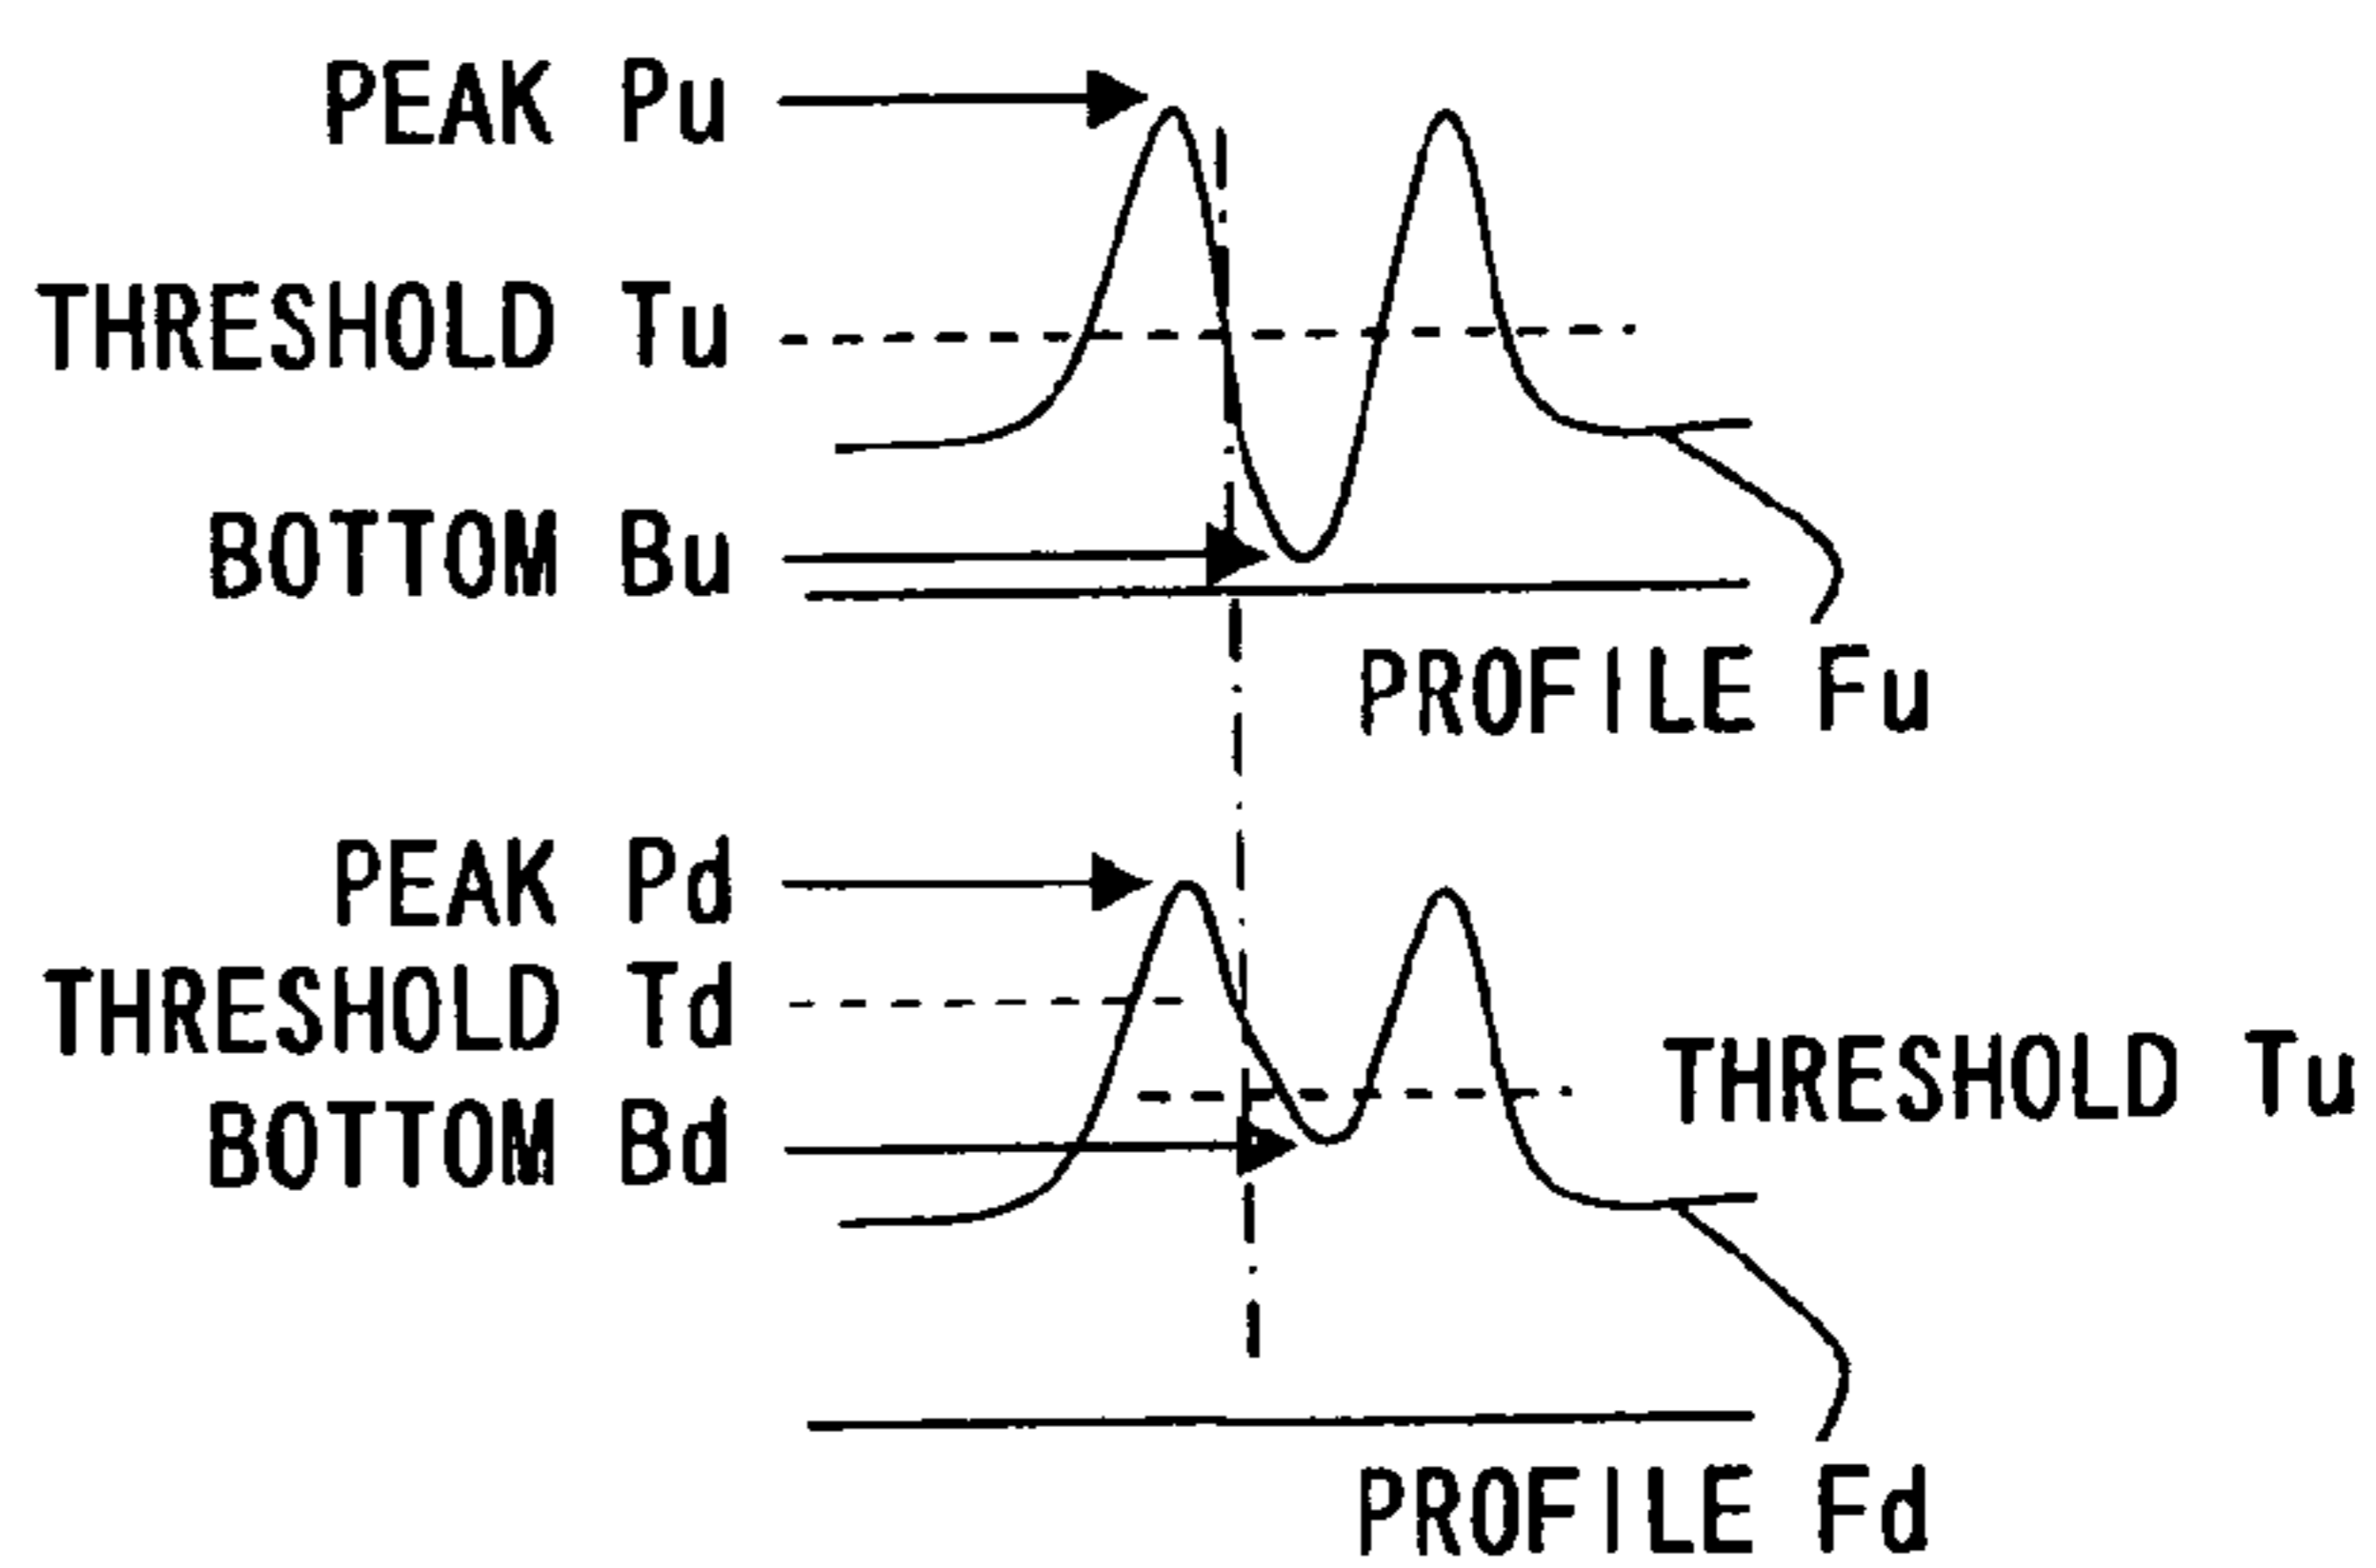 PEAK Pu
THRESHOLD Tu
BOTTOM Bu
PROFILE Fu
PEAK Pd
THRESHOLD Td
THRESHOLD Tu
BOTTOM Bd
PROFILE Fd